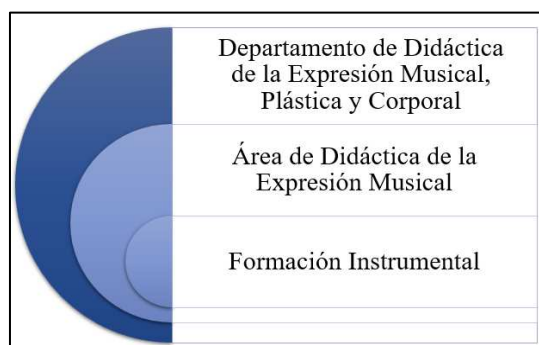 Departamento de Didáctica
de la Expresión Musical,
Plástica y Corporal
Área de Didáctica de la
Expresión Musical
Formación Instrumental